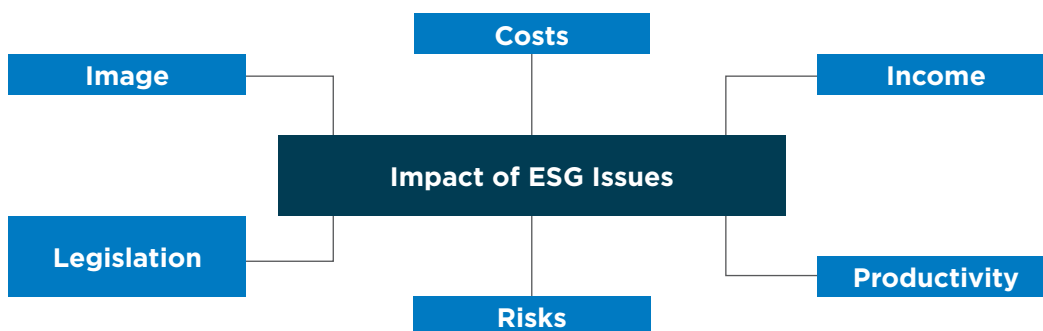 Costs
Image
Income
Impact of ESG Issues
Legislation
Productivity
Risks